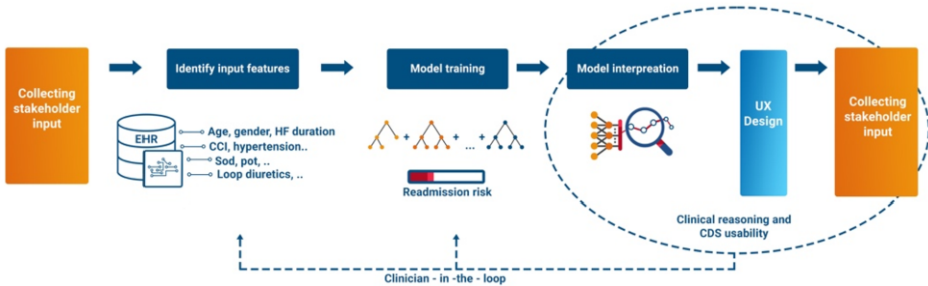 Collecting
stakeholder
input
Identify input features
EHR
Age, gender, HF duration
CCI, hypertension..
Sod, pot, ..
Loop diuretics, ..
Model training
+ + ... +
Readmission risk
Model interpreation
UX
Design
Collecting
stakeholder
input
Clinical reasoning and
CDS usability
Clinician - in -the - loop